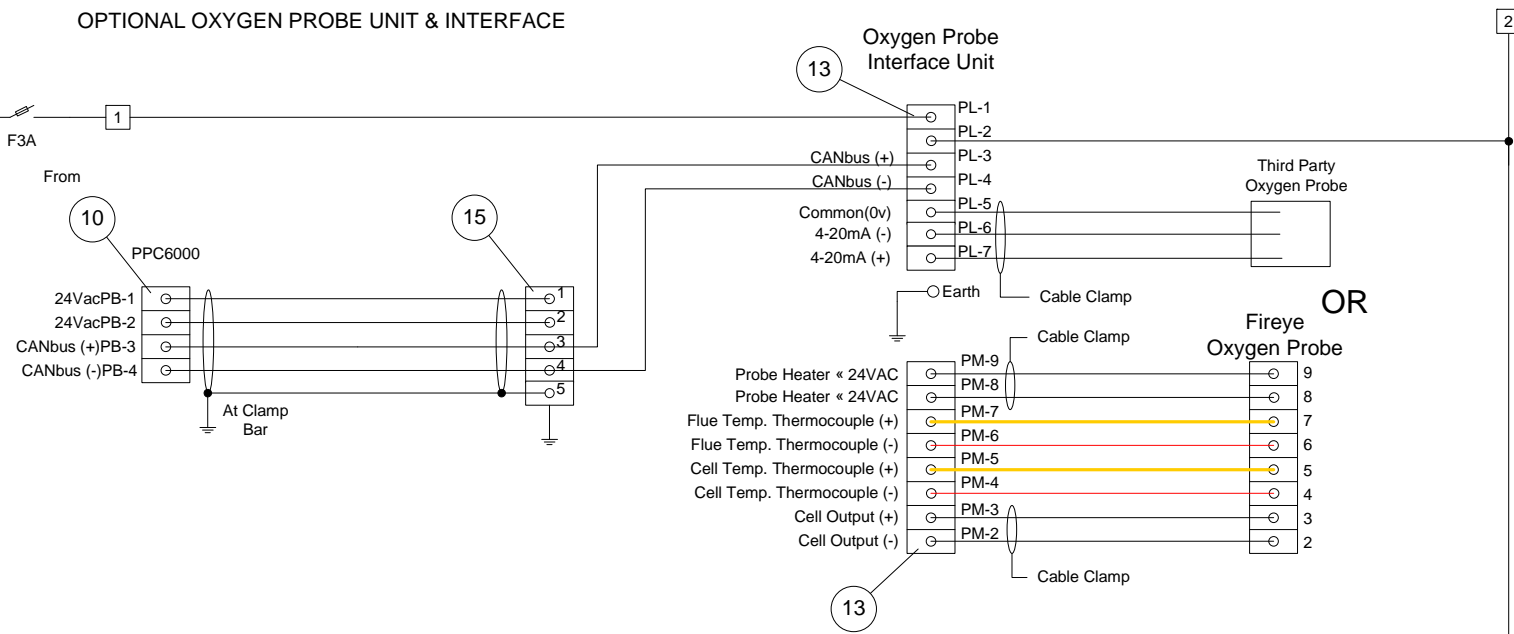 OPTIONAL OXYGEN PROBE UNIT & INTERFACE
2
Oxygen Probe
Interface Unit
13
F3A
1
PL-1
PL-2
CANbus (+)
PL-3
CANbus (-)
PL-4
Common(0v)
PL-5
4-20mA (-)
PL-6
4-20mA (+)
PL-7
Third Party
Oxygen Probe
Earth
Cable Clamp
OR
From
10
PPC6000
15
24VacPB-1
1
24VacPB-2
2
CANbus (+)PB-3
3
CANbus (-)PB-4
4
5
At Clamp
Bar
Cable Clamp
Fireye
Oxygen Probe
Probe Heater « 24VAC
PM-9
9
Probe Heater « 24VAC
PM-8
8
Flue Temp. Thermocouple (+)
PM-7
7
Flue Temp. Thermocouple (-)
PM-6
6
Cell Temp. Thermocouple (+)
PM-5
5
Cell Temp. Thermocouple (-)
PM-4
4
Cell Output (+)
PM-3
3
Cell Output (-)
PM-2
2
Cable Clamp
13